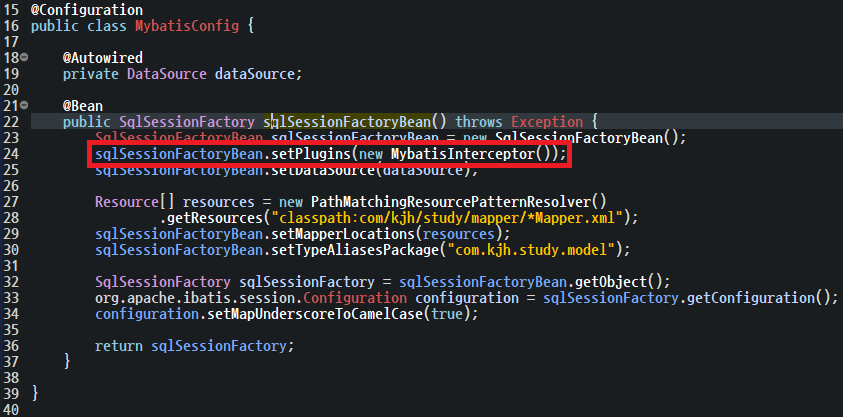 15 @Configuration
16 public class MybatisConfig {
17
18 @Autowired
19 private DataSource dataSource;
20
21 @Bean
22 public SqlSessionFactory sqlSessionFactoryBean() throws Exception {
23 SqlSessionFactoryBean sqlSessionFactoryBean = new SqlSessionFactoryBean();
24 sqlSessionFactoryBean.setPlugins(new MybatisInterceptor());
25 sqlSessionFactoryBean.setDataSource(dataSource);
26
27 Resource[] resources = new PathMatchingResourcePatternResolver()
28 .getResources("classpath:com/kjh/study/mapper/*Mapper.xml");
29 sqlSessionFactoryBean.setMapperLocations(resources);
30 sqlSessionFactoryBean.setTypeAliasesPackage("com.kjh.study.model");
31
32 SqlSessionFactory sqlSessionFactory = sqlSessionFactoryBean.getObject();
33 org.apache.ibatis.session.Configuration configuration = sqlSessionFactory.getConfiguration();
34 configuration.setMapUnderscoreToCamelCase(true);
35
36 return sqlSessionFactory;
37 }
38
39 }
40